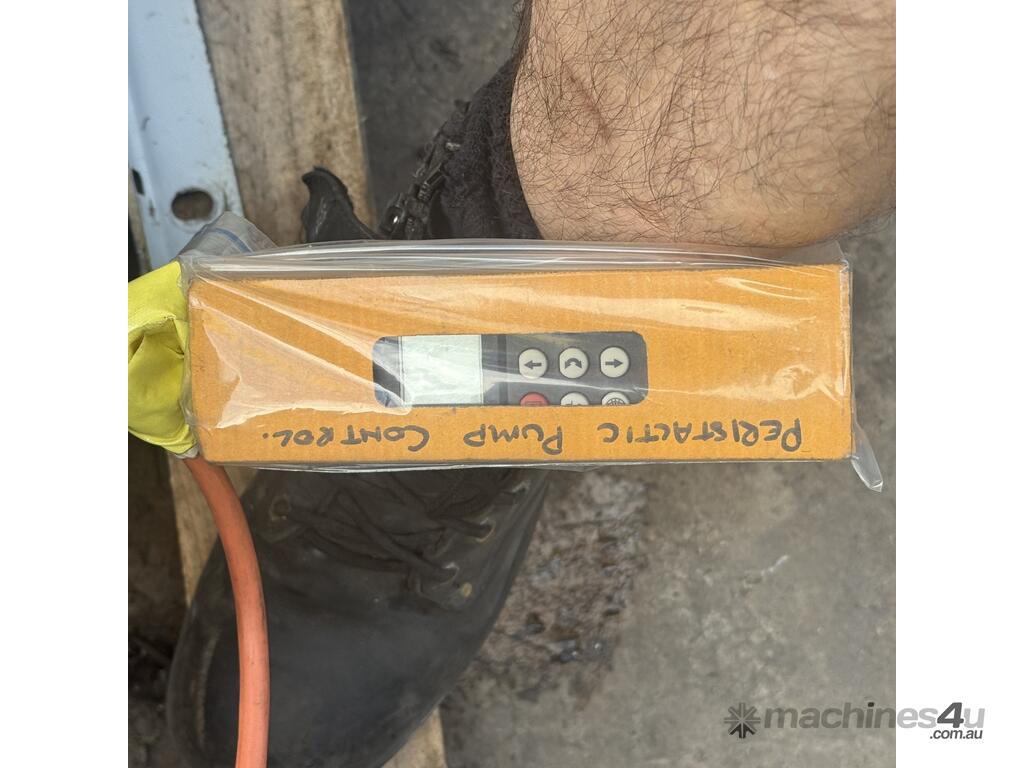 PERISTALTIC PUMP CONTROL.
machines4u
.com.au